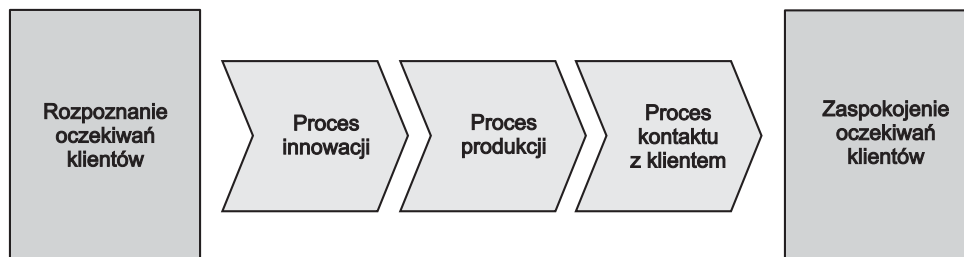 Rozpoznanie
oczekiwań
klientów
Proces
innowacji
Proces
produkcji
Proces
kontaktu
z klientem
Zaspokojenie
oczekiwań
klientów